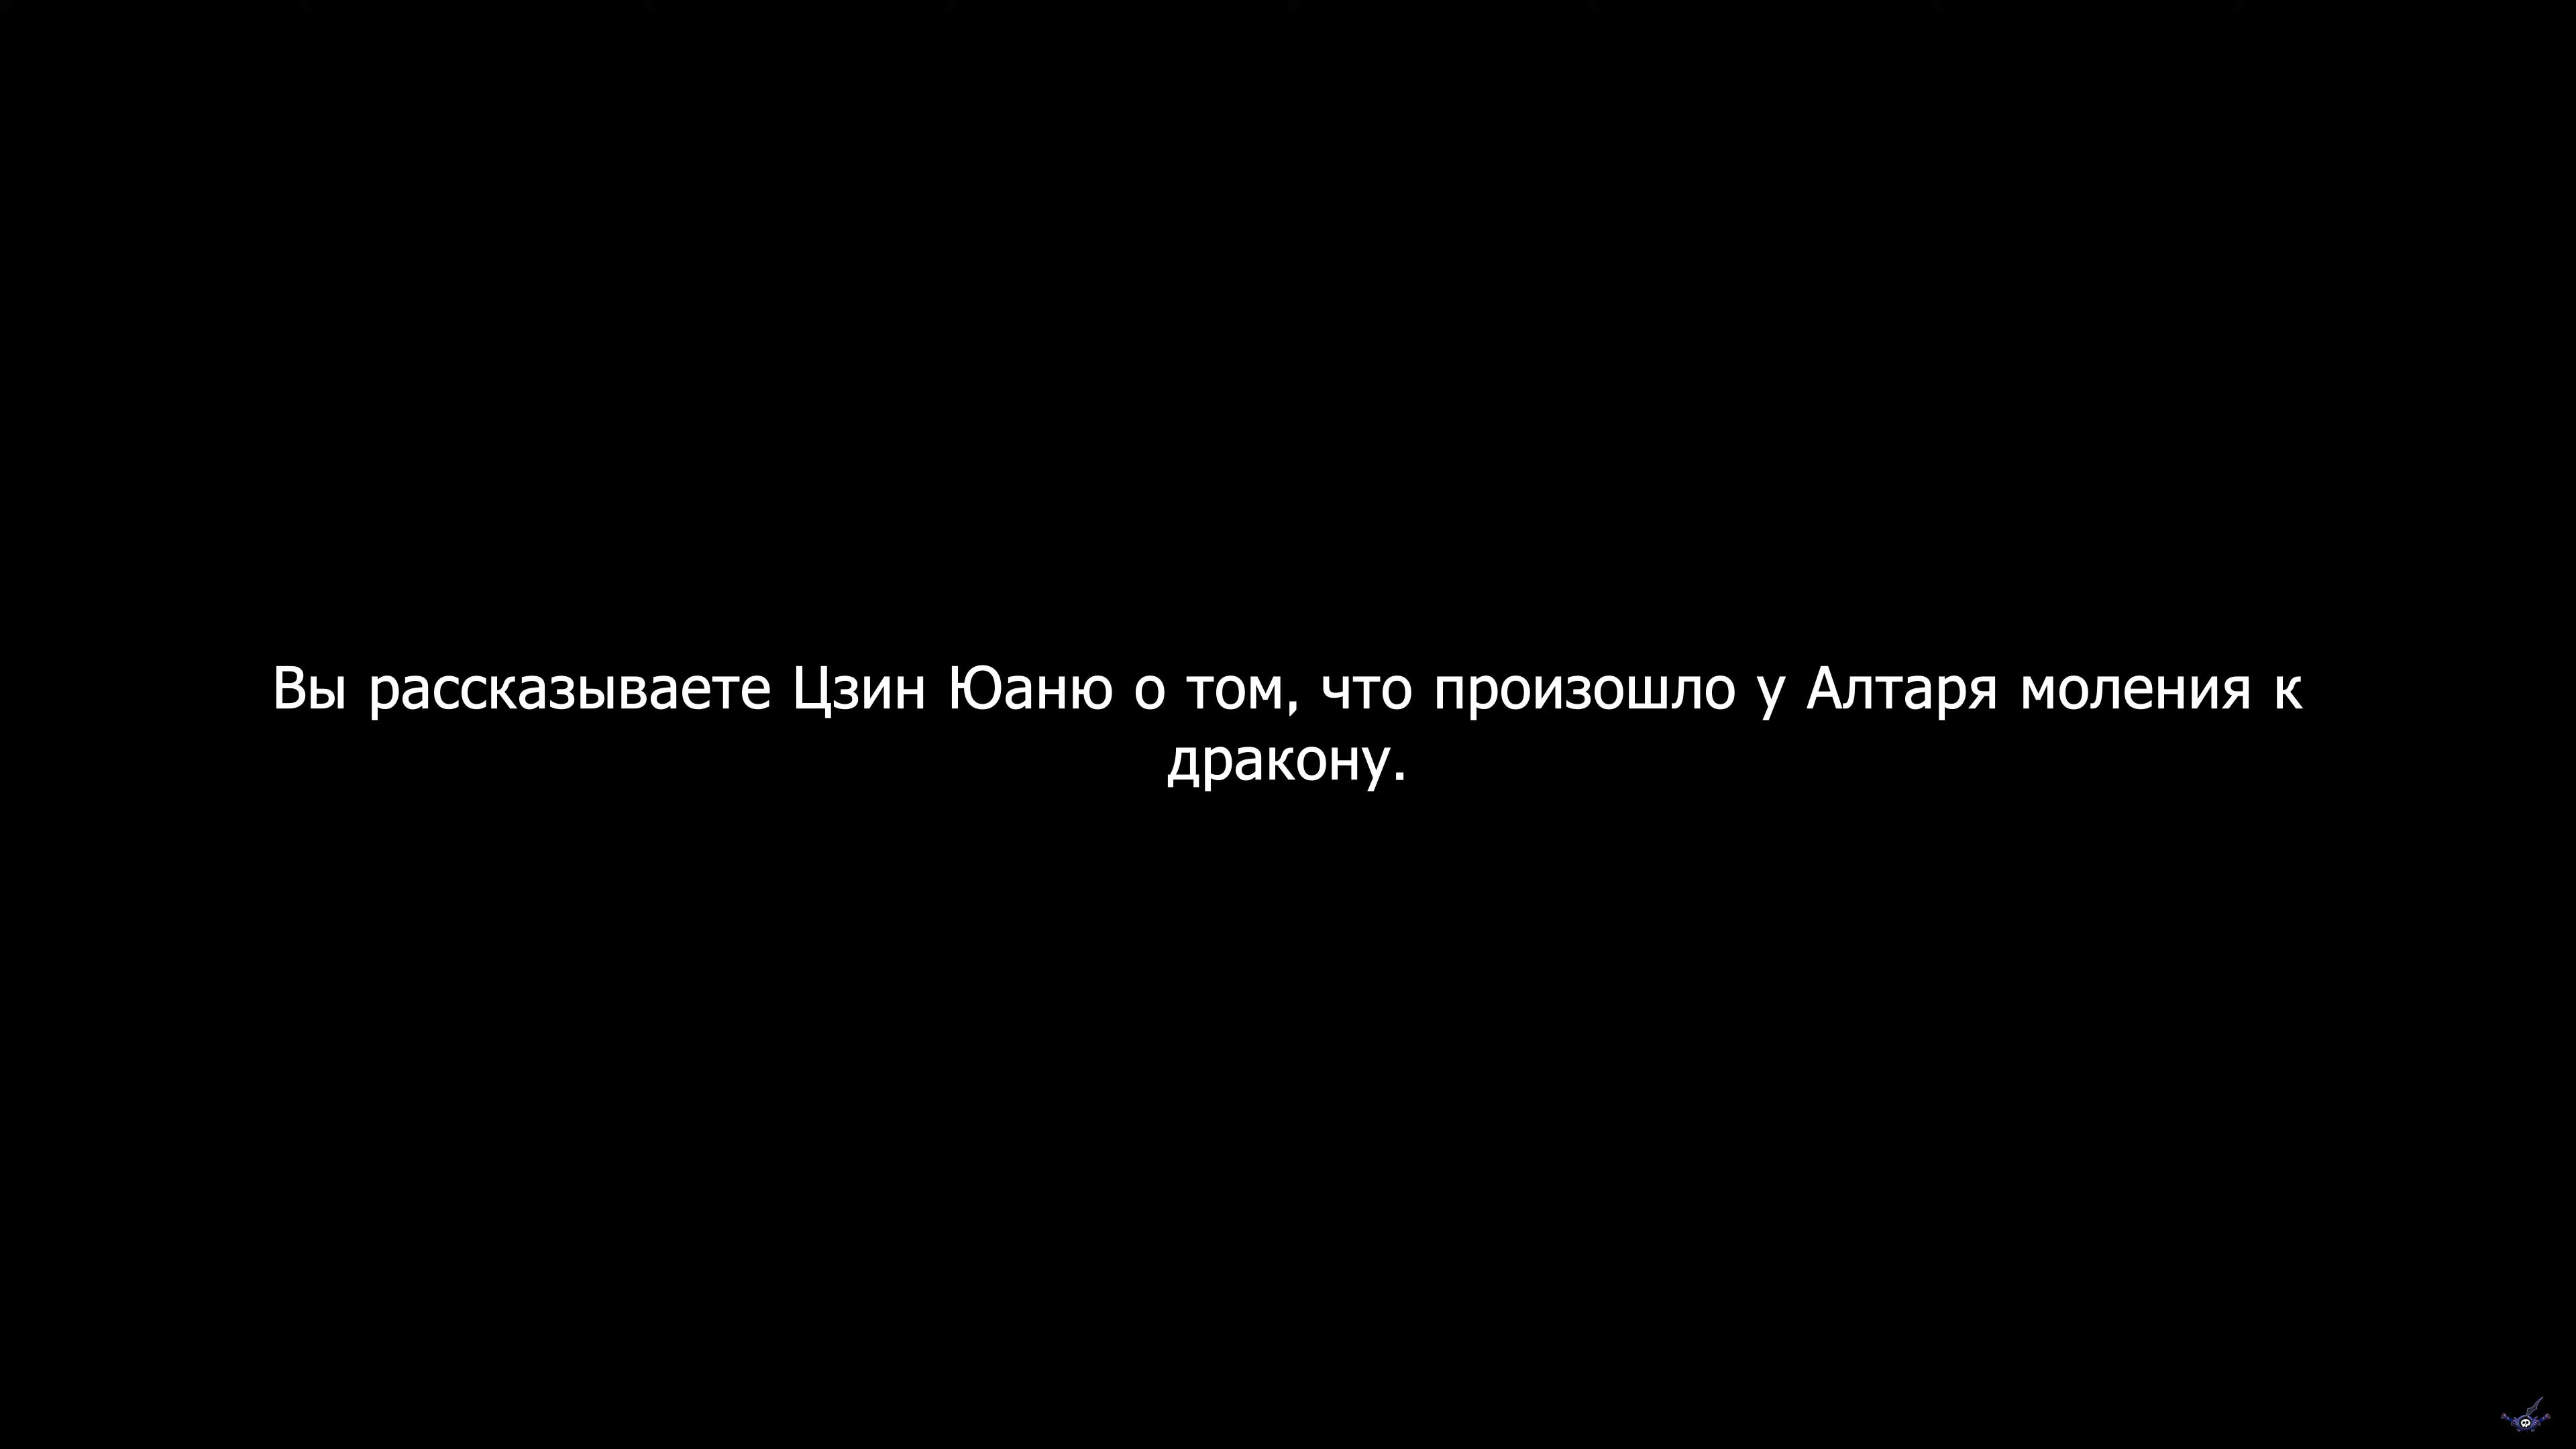 Вы рассказываете Цзин Юаню о том, что произошло у Алтаря моления к
дракону.